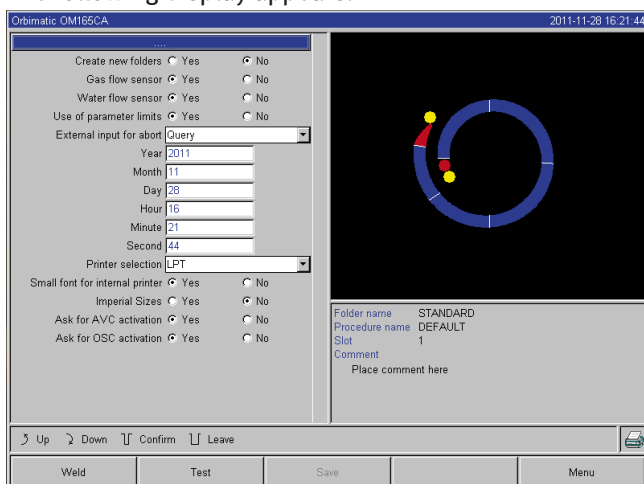 Orbimatic OM165CA 2011-11-28 16:21:44
....
Create new folders Yes No
Gas flow sensor Yes No
Water flow sensor Yes No
Use of parameter limits Yes No
External input for abort Query
Year 2011
Month 11
Day 28
Hour 16
Minute 21
Second 44
Printer selection LPT
Small font for internal printer Yes No
Imperial Sizes Yes No
Ask for AVC activation Yes No
Ask for OSC activation Yes No
Folder name STANDARD
Procedure name DEFAULT
Slot 1
Comment
Place comment here
Up Down Confirm Leave
Weld Test Save Menu